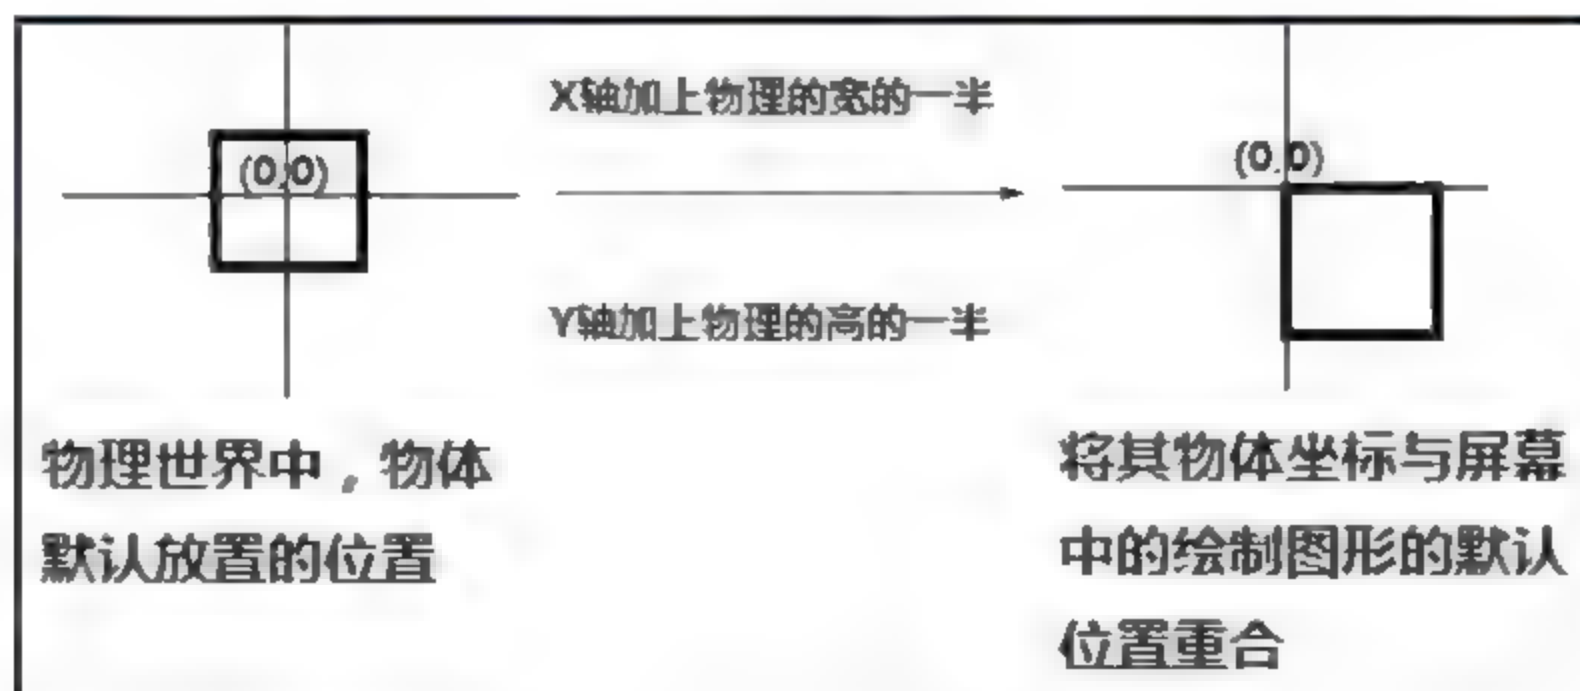 X轴加上物理的宽的一半
(0,0)
(0,0)
Y轴加上物理的高的一半
物理世界中，物体
默认放置的位置
将其物体坐标与屏幕
中的绘制图形的默认
位置重合